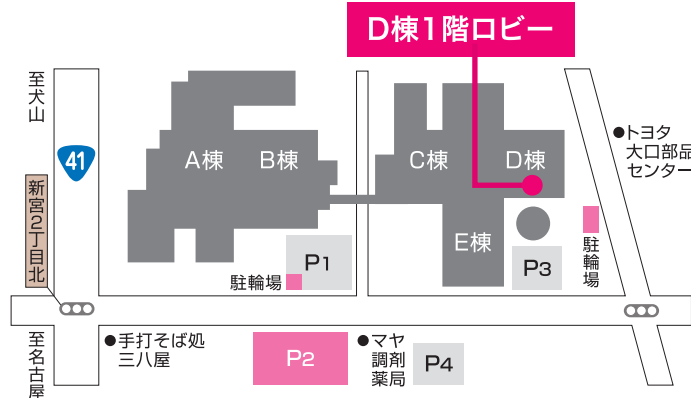 D棟1階ロビー
至犬山
41
新宮2丁目北
A棟
B棟
C棟
D棟
E棟
●トヨタ
大口部品
センター
P1
駐輪場
P3
駐輪場
至名古屋
●手打そば処
三八屋
P2
●マヤ
調剤
薬局
P4